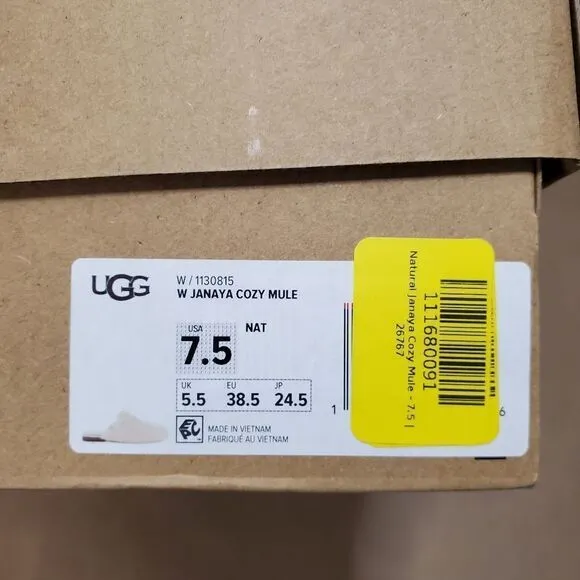 UGG
W / 1130815
W JANAYA COZY MULE
USA
7.5
NAT
UK EU JP
5.5 38.5 24.5
MADE IN VIETNAM
FABRIQUÉ AU VIETNAM
1
6
111680091
Natural Janaya Cozy Mule - 7.5 |
26767